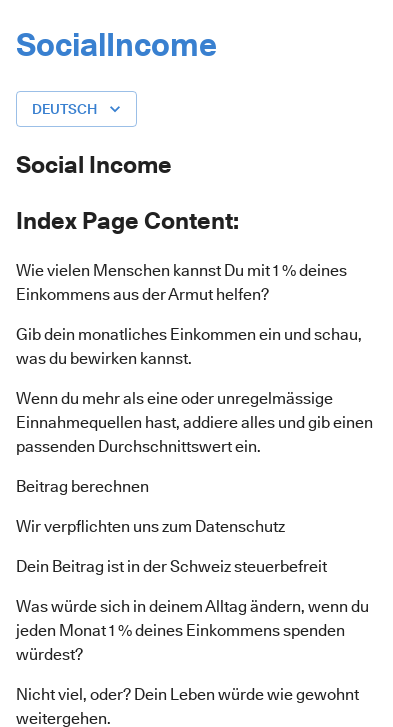 SocialIncome
DEUTSCH
Social Income
Index Page Content:
Wie vielen Menschen kannst Du mit 1 % deines
Einkommens aus der Armut helfen?
Gib dein monatliches Einkommen ein und schau,
was du bewirken kannst.
Wenn du mehr als eine oder unregelmässige
Einnahmequellen hast, addiere alles und gib einen
passenden Durchschnittswert ein.
Beitrag berechnen
Wir verpflichten uns zum Datenschutz
Dein Beitrag ist in der Schweiz steuerbefreit
Was würde sich in deinem Alltag ändern, wenn du
jeden Monat 1 % deines Einkommens spenden
würdest?
Nicht viel, oder? Dein Leben würde wie gewohnt
weitergehen.